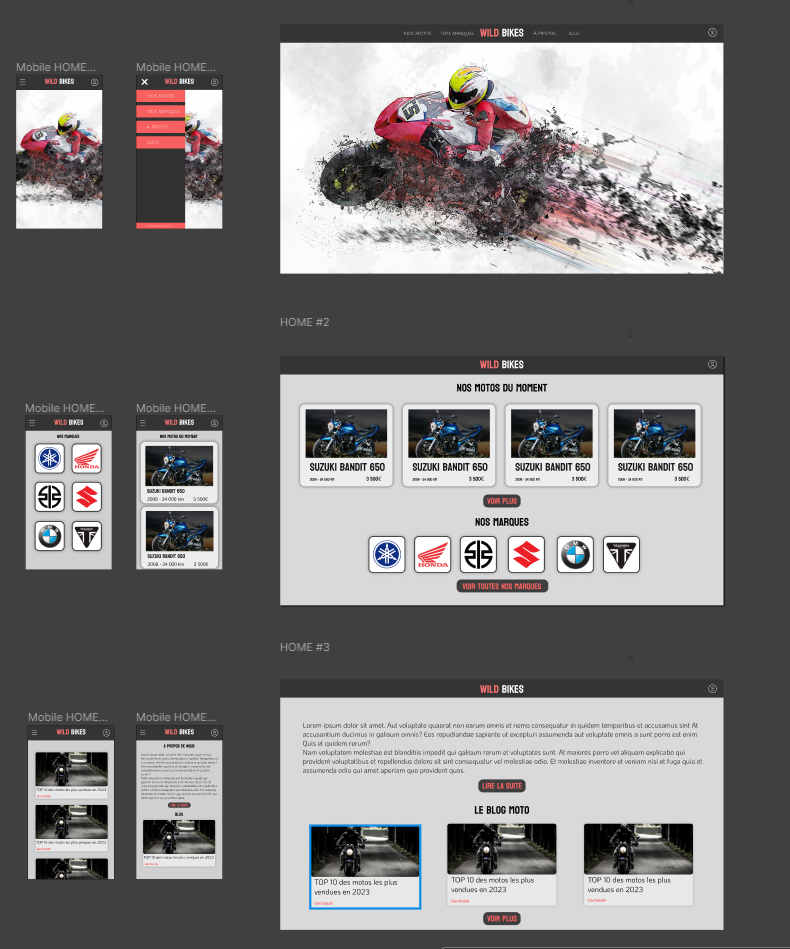 Mobile HOME...
WILD BIKES
Mobile HOME...
WILD BIKES
NOS MOTOS
NOS MARQUES
A PROPOS
NOS MOTOS NOS MARQUES WILD BIKES A PROPOS BLOG
HOME #2
Mobile HOME...
WILD BIKES
NOS MARQUES
HONDA
TRIUMPH
Mobile HOME...
WILD BIKES
NOS MOTOS DU MOMENT
SUZUKI BANDIT 650
2008 - 24 000 km 3 500€
SUZUKI BANDIT 650
2008 - 24 000 km 3 500€
WILD BIKES
NOS MOTOS DU MOMENT
SUZUKI BANDIT 650
2008 - 24 000 KM 3 500€
SUZUKI BANDIT 650
2008 - 24 000 KM 3 500€
SUZUKI BANDIT 650
2008 - 24 000 KM 3 500€
SUZUKI BANDIT 650
2008 - 24 000 KM 3 500€
VOIR PLUS
NOS MARQUES
HONDA
BMW
TRIUMPH
VOIR TOUTES NOS MARQUES
HOME #3
Mobile HOME...
WILD BIKES
TOP 10 des motos les plus vendues en 2023
Lire l'article
TOP 10 des motos les plus vendues en 2023
Lire l'article
Mobile HOME...
WILD BIKES
A PROPOS DE NOUS
LIRE LA SUITE
BLOG
TOP 10 des motos les plus vendues en 2023
Lire l'article
WILD BIKES
Lorem ipsum dolor sit amet. Aut voluptate quaerat non earum omnis et nemo consequatur in quidem temporibus et accusamus sint At
accusantium ducimus in galisum omnis? Eos repudiandae sapiente ut excepturi assumenda aut voluptate omnis a sunt porro est enim
Quis et quidem rerum?
Nam voluptatem molestiae est blanditiis impedit qui galisum rerum et voluptates sunt. At maiores porro vel aliquam explicabo qui
provident voluptatibus et repellendus dolore sit sint consequatur vel molestiae odio. Et molestiae inventore et veniam nisi et fuga quia et
assumenda odio qui amet aperiam quo provident quos.
LIRE LA SUITE
LE BLOG MOTO
TOP 10 des motos les plus
vendues en 2023
Lire l'article
TOP 10 des motos les plus
vendues en 2023
Lire l'article
TOP 10 des motos les plus
vendues en 2023
Lire l'article
VOIR PLUS